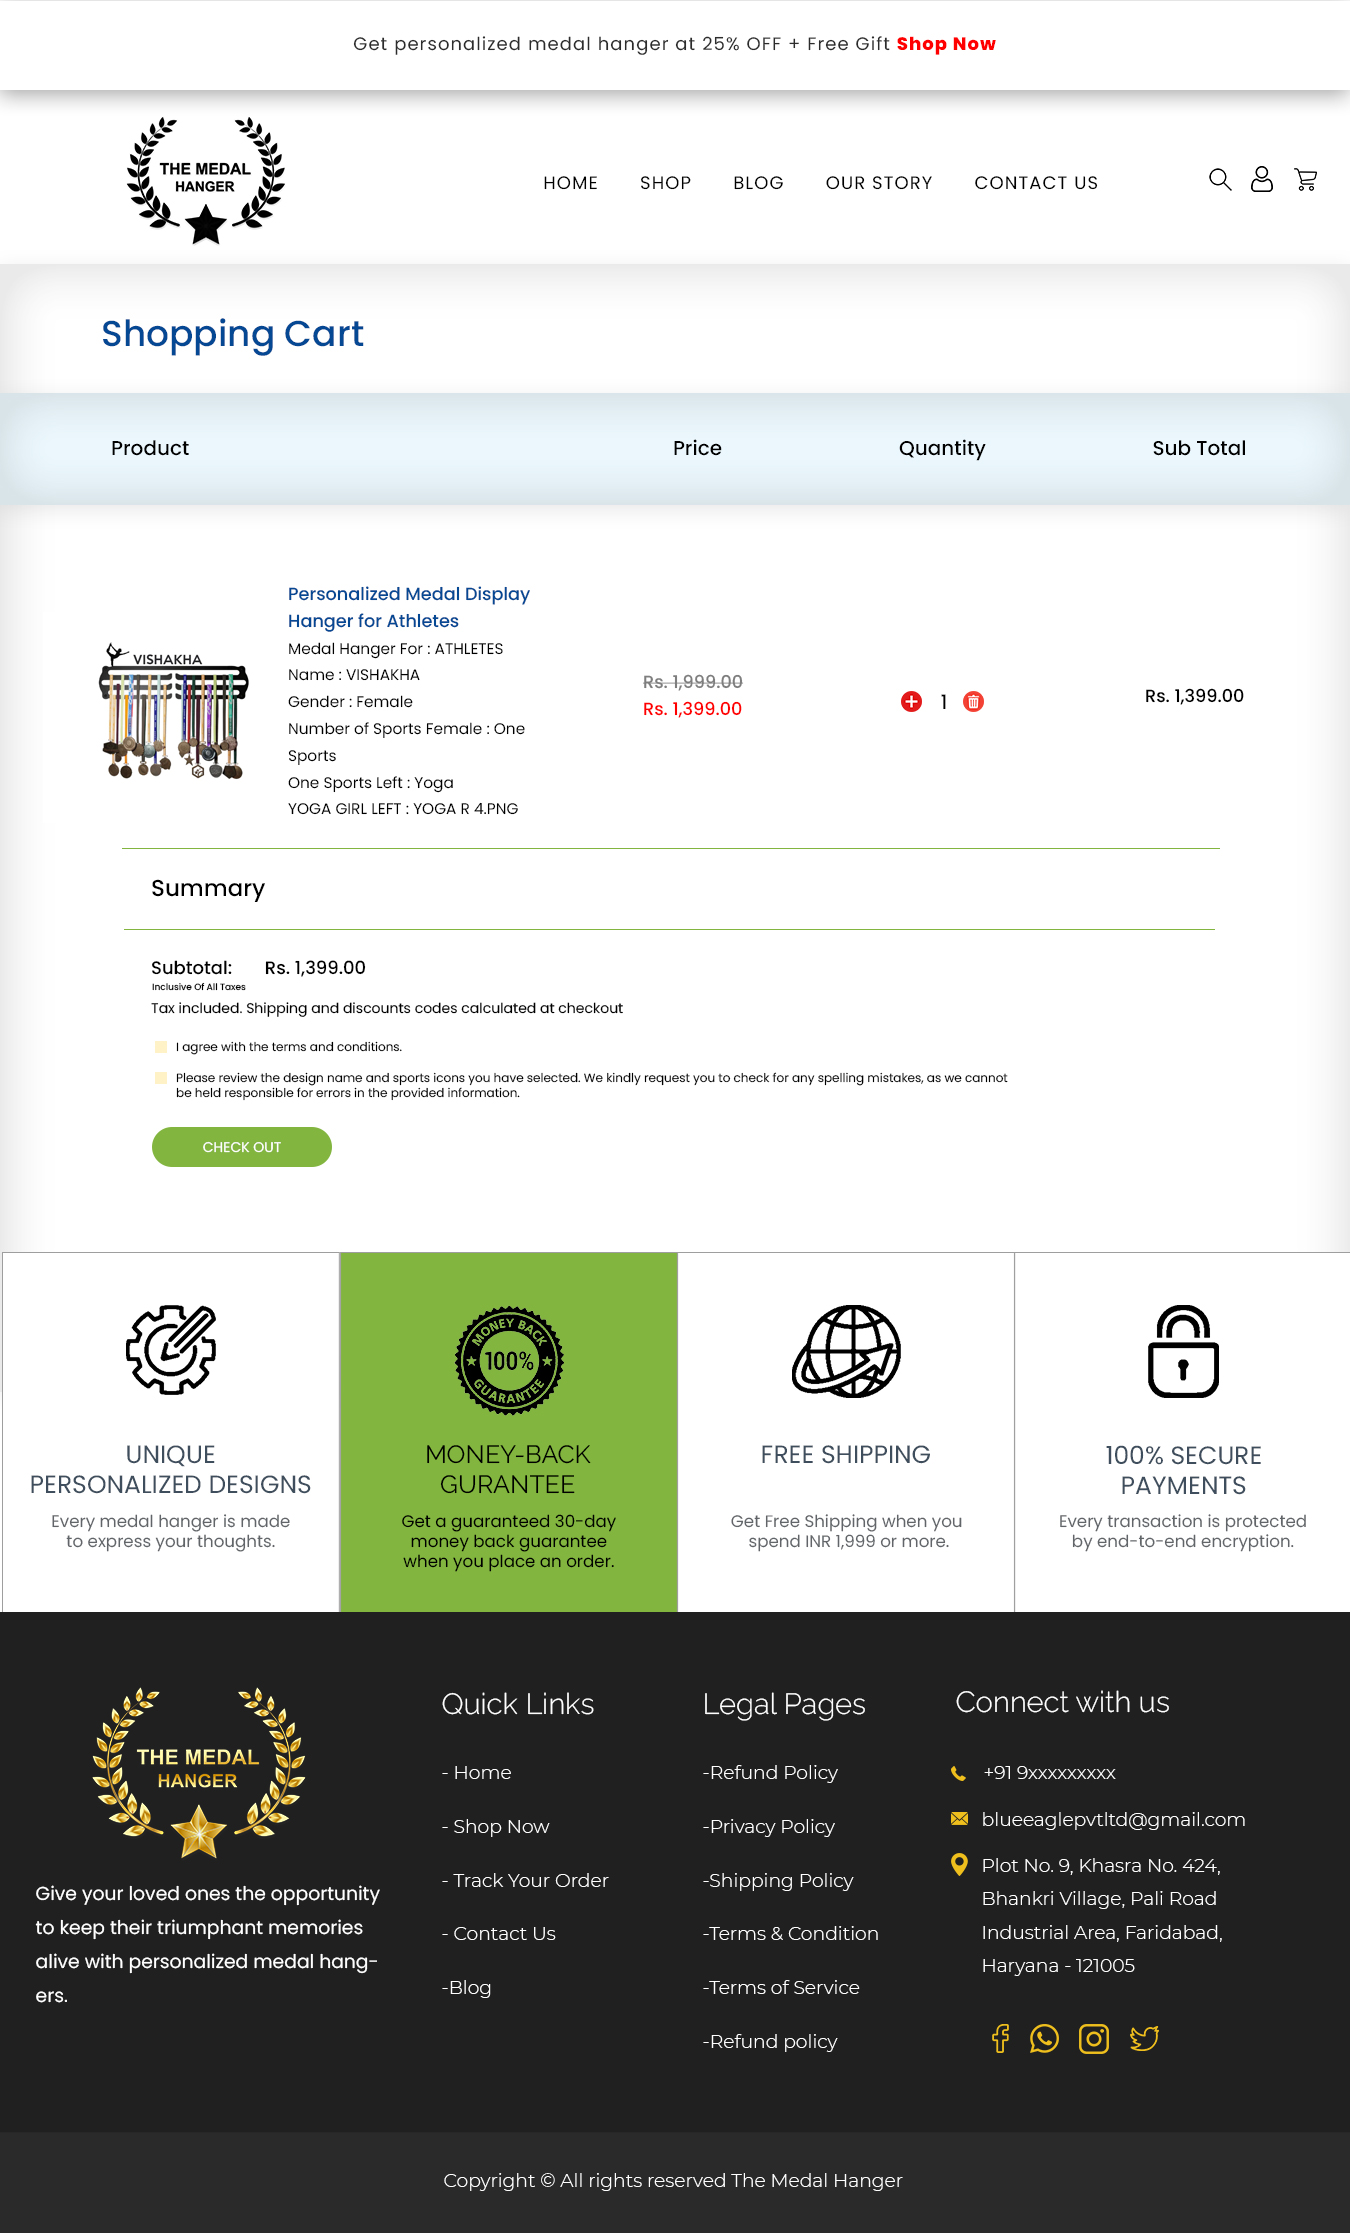 Get personalized medal hanger at 25% OFF + Free Gift Shop Now
THE MEDAL
HANGER
HOME SHOP BLOG OUR STORY CONTACT US
Shopping Cart
Product Price Quantity Sub Total
Personalized Medal Display
Hanger for Athletes
Medal Hanger For : ATHLETES
Name : VISHAKHA
Gender : Female
Number of Sports Female : One
Sports
One Sports Left : Yoga
YOGA GIRL LEFT : YOGA R 4.PNG
VISHAKHA
Rs. 1,999.00
Rs. 1,399.00
1
Rs. 1,399.00
Summary
Subtotal: Rs. 1,399.00
Inclusive Of All Taxes
Tax included. Shipping and discounts codes calculated at checkout
I agree with the terms and conditions.
Please review the design name and sports icons you have selected. We kindly request you to check for any spelling mistakes, as we cannot
be held responsible for errors in the provided information.
CHECK OUT
UNIQUE
PERSONALIZED DESIGNS
Every medal hanger is made
to express your thoughts.
MONEY BACK
100%
GUARANTEE
MONEY-BACK
GURANTEE
Get a guaranteed 30-day
money back guarantee
when you place an order.
FREE SHIPPING
Get Free Shipping when you
spend INR 1,999 or more.
100% SECURE
PAYMENTS
Every transaction is protected
by end-to-end encryption.
THE MEDAL
HANGER
Give your loved ones the opportunity
to keep their triumphant memories
alive with personalized medal hang-
ers.
Quick Links
- Home
- Shop Now
- Track Your Order
- Contact Us
-Blog
Legal Pages
-Refund Policy
-Privacy Policy
-Shipping Policy
-Terms & Condition
-Terms of Service
-Refund policy
Connect with us
+91 9xxxxxxxxx
blueeaglepvtltd@gmail.com
Plot No. 9, Khasra No. 424,
Bhankri Village, Pali Road
Industrial Area, Faridabad,
Haryana - 121005
Copyright © All rights reserved The Medal Hanger